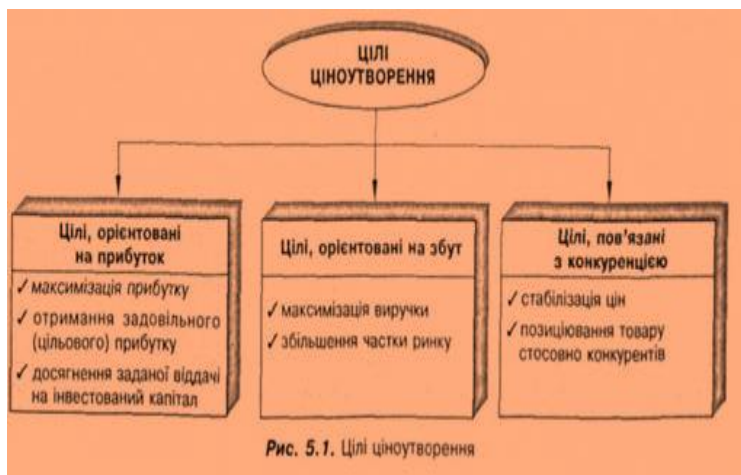 ЦІЛІ
ЦІНОУТВОРЕННЯ
Цілі, орієнтовані
на прибуток
✓ максимізація прибутку
✓ отримання задовільного
(цільового) прибутку
✓ досягнення заданої віддачі
на інвестований капітал
Цілі, орієнтовані на збут
✓ максимізація виручки
✓ збільшення частки ринку
Цілі, пов'язані
з конкуренцією
✓ стабілізація цін
✓ позиціювання товару
стосовно конкурентів
Рис. 5.1. Цілі ціноутворення